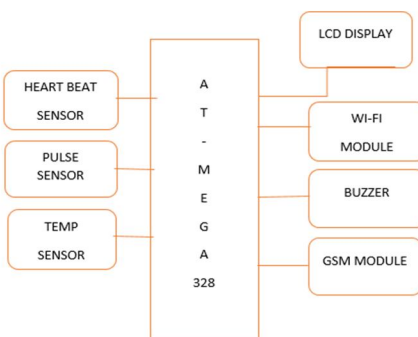 HEART BEAT
SENSOR
PULSE
SENSOR
TEMP
SENSOR
A
T
-
M
E
G
A
328
LCD DISPLAY
WI-FI
MODULE
BUZZER
GSM MODULE